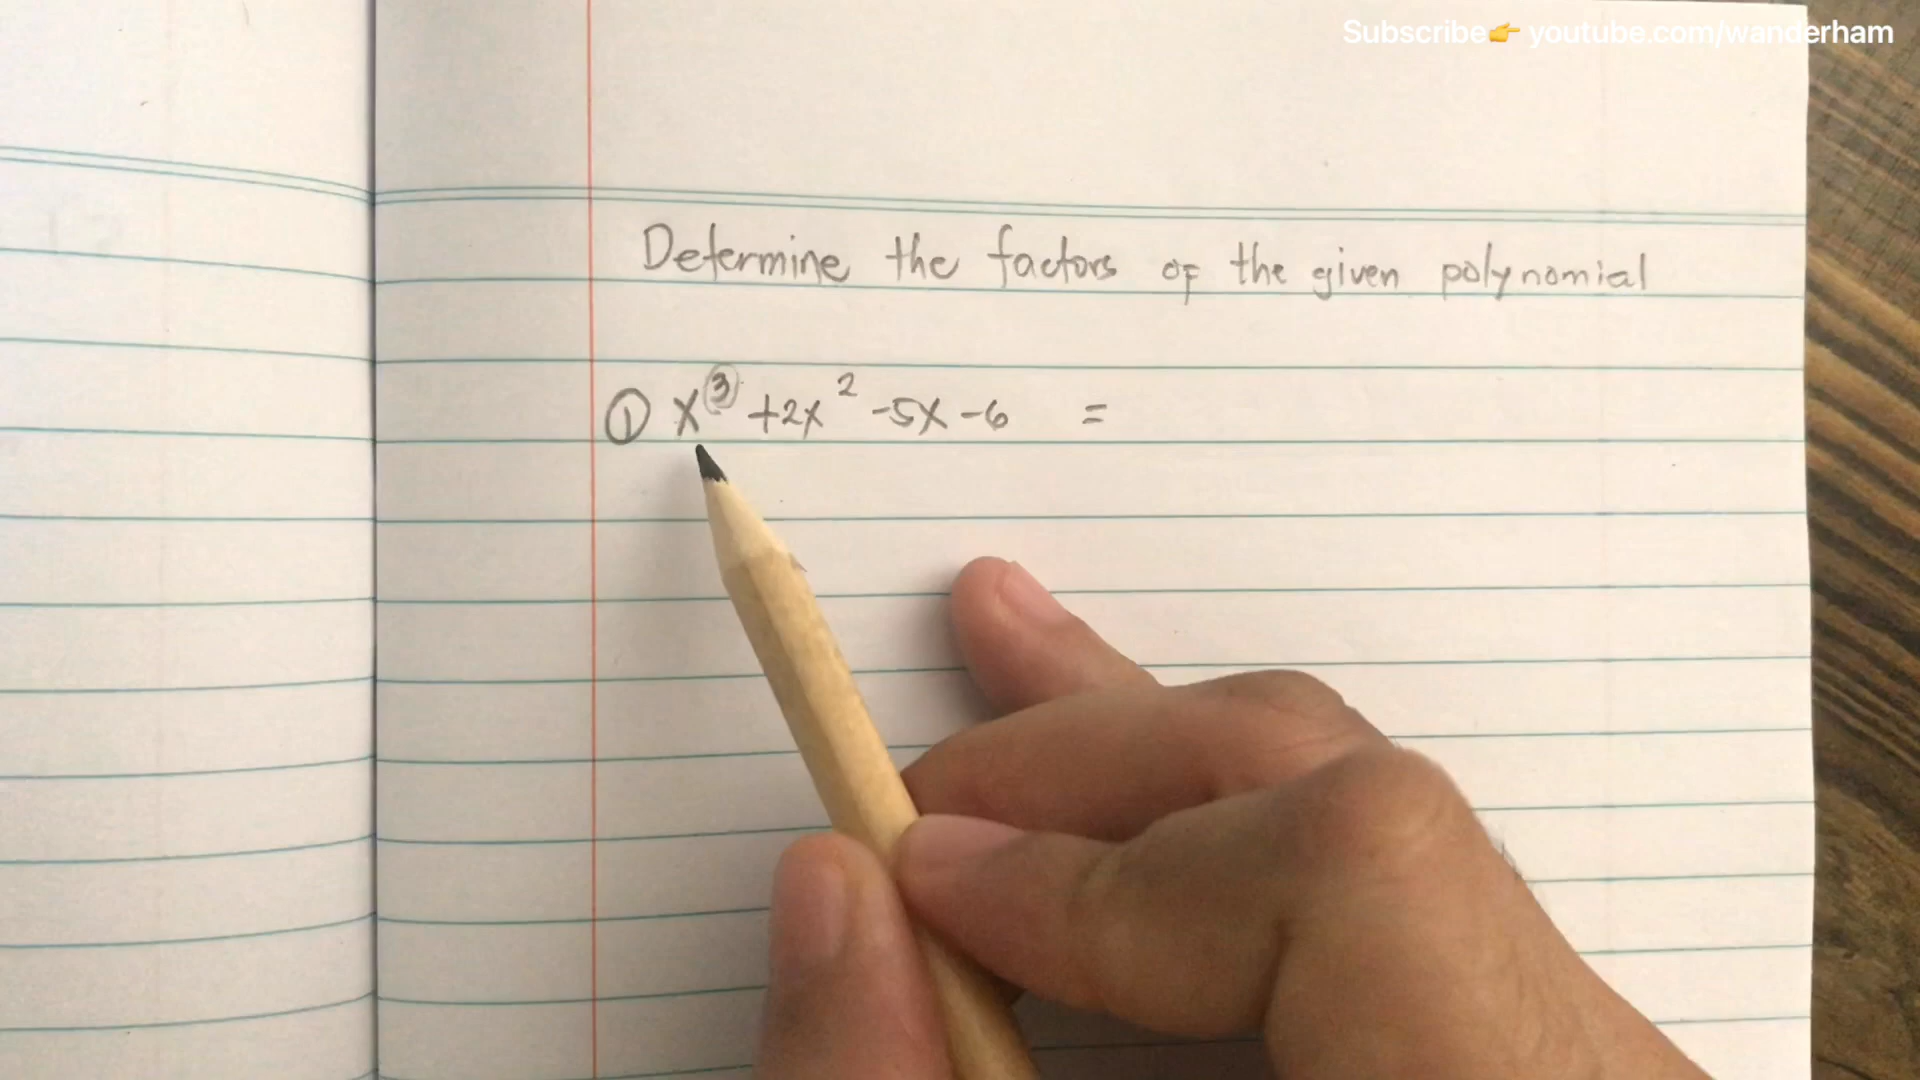 Subscribe👉 youtube.com/wanderham
Determine the factors of the given polynomial
① x³ +2x² -5x -6 =